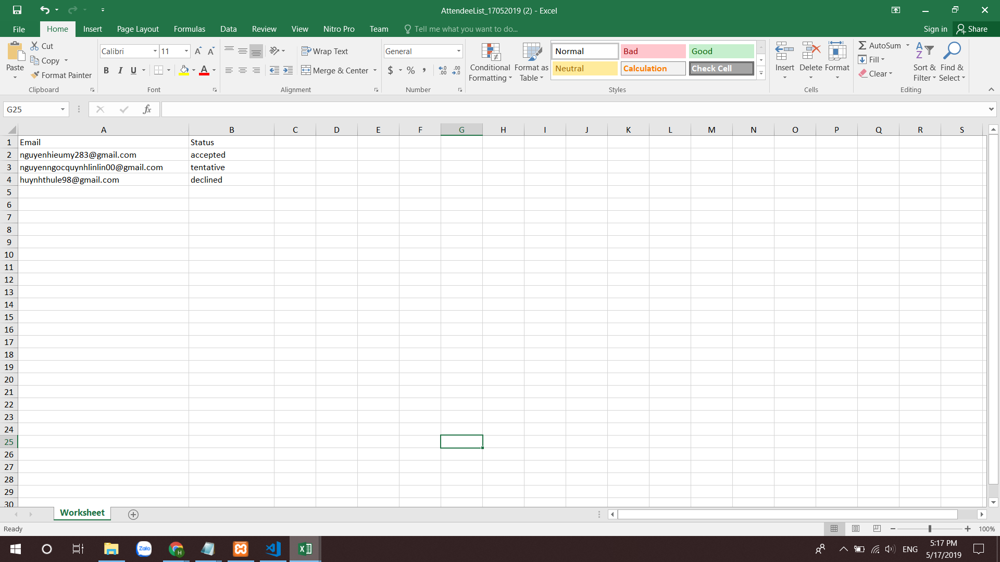 AttendeeList_17052019 (2) - Excel
File Home Insert Page Layout Formulas Data Review View Nitro Pro Team Tell me what you want to do... Sign in Share
Paste
Cut
Copy
Format Painter
Clipboard
Calibri 11
B I U A
Font
Wrap Text
Merge & Center
Alignment
General
$ % ,
Number
Conditional Formatting
Format as Table
Normal Bad Good
Neutral Calculation Check Cell
Styles
Insert Delete Format
Cells
AutoSum
Fill
Clear
Sort & Filter
Find & Select
Editing
G25 fx
A B C D E F G H I J K L M N O P Q R S
1 Email Status
2 nguyenhieumy283@gmail.com accepted
3 nguyenngocquynhlinlin00@gmail.com tentative
4 huynhthule98@gmail.com declined
5
6
7
8
9
10
11
12
13
14
15
16
17
18
19
20
21
22
23
24
25
26
27
28
29
30
Worksheet
Ready 100%
Zalo
H
ENG
5:17 PM
5/17/2019